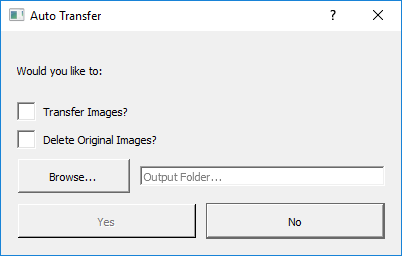 Auto Transfer
Would you like to:
Transfer Images?
Delete Original Images?
Browse... Output Folder...
Yes No